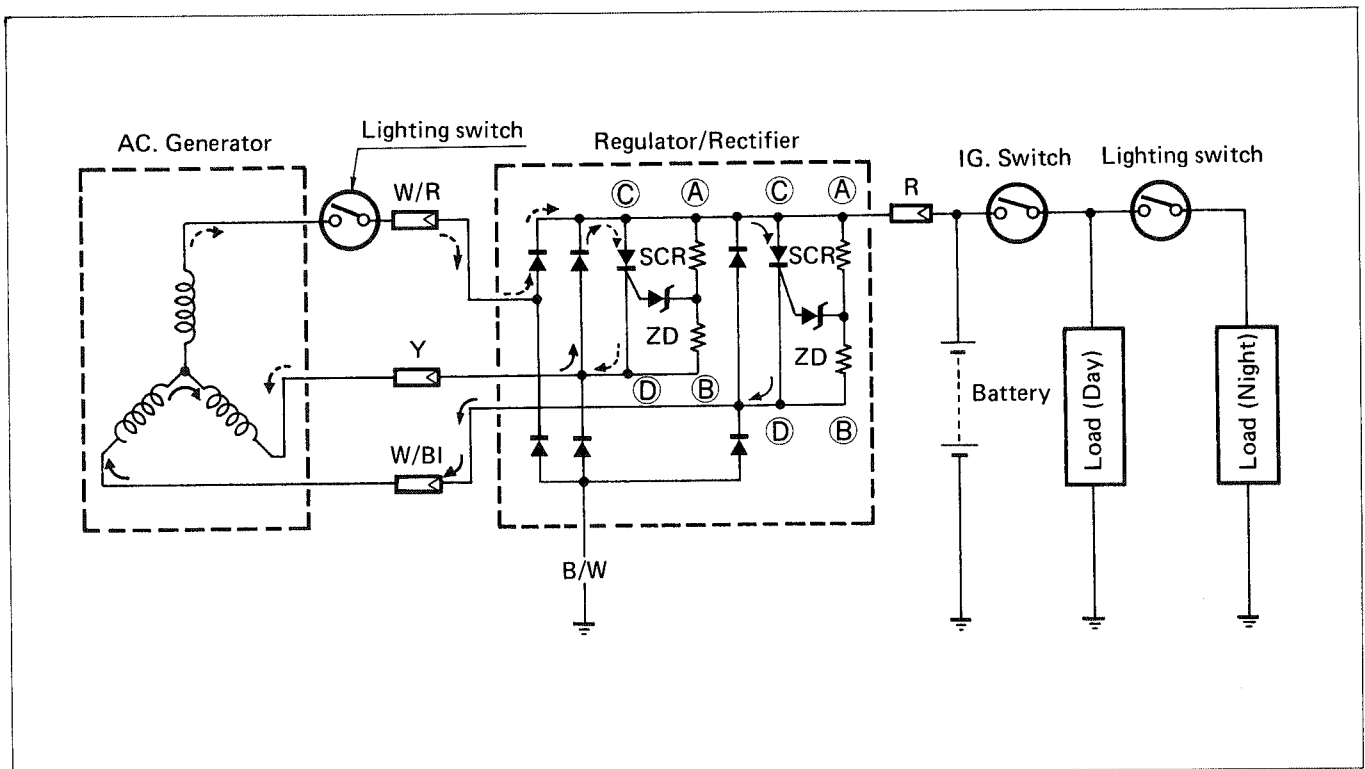 AC. Generator
Lighting switch
W/R
Regulator/Rectifier
R
IG. Switch
Lighting switch
Ⓒ
Ⓐ
Ⓒ
Ⓐ
SCR
SCR
ZD
ZD
Y
Ⓓ
Ⓑ
Ⓓ
Ⓑ
W/Bl
B/W
Battery
Load (Day)
Load (Night)